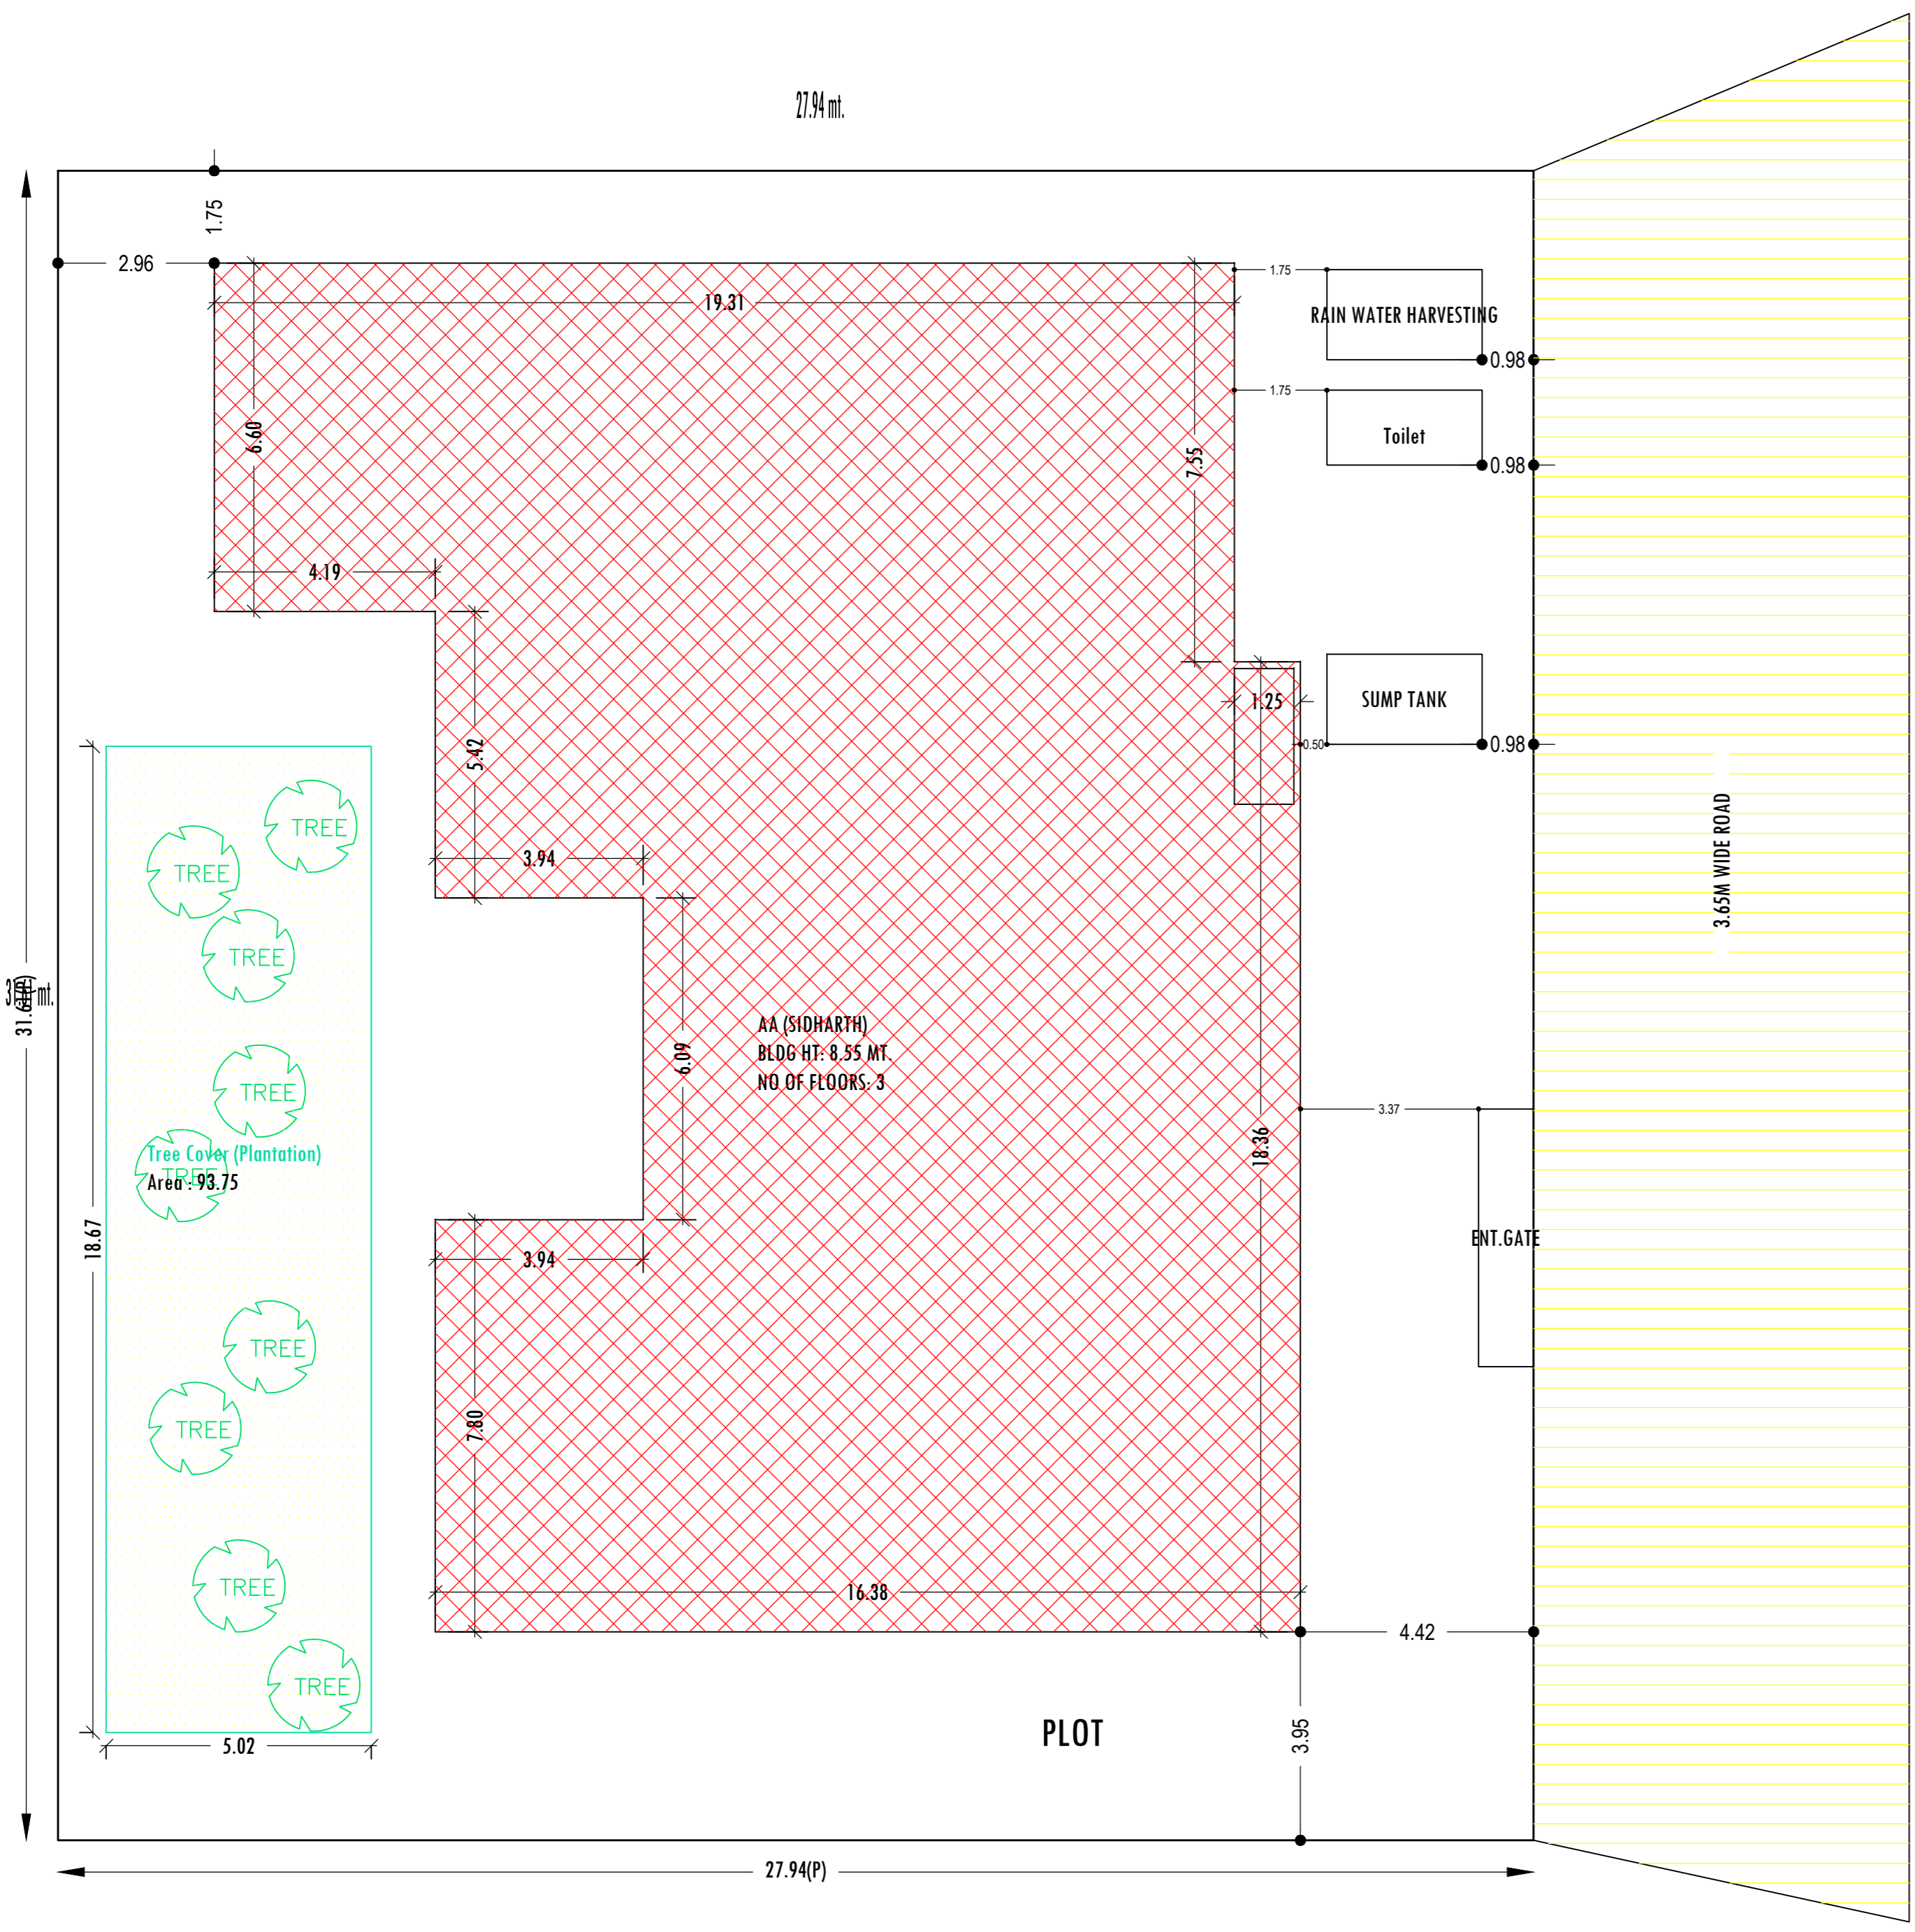 27.94 mt.
1.75
2.96
19.31
1.75
RAIN WATER HARVESTING
0.98
1.75
6.60
Toilet
7.55
0.98
4.19
1.25
SUMP TANK
5.42
0.50
0.98
3.65M WIDE ROAD
TREE
3.94
TREE
TREE
mt.
AA (SIDHARTH)
BLDG HT: 8.55 MT.
NO OF FLOORS: 3
6.09
TREE
3.37
18.36
Tree Cover (Plantation)
TREE
Area : 93.75
18.67
3.94
ENT.GATE
TREE
7.80
TREE
TREE
16.38
4.42
TREE
PLOT
3.95
5.02
27.94(P)